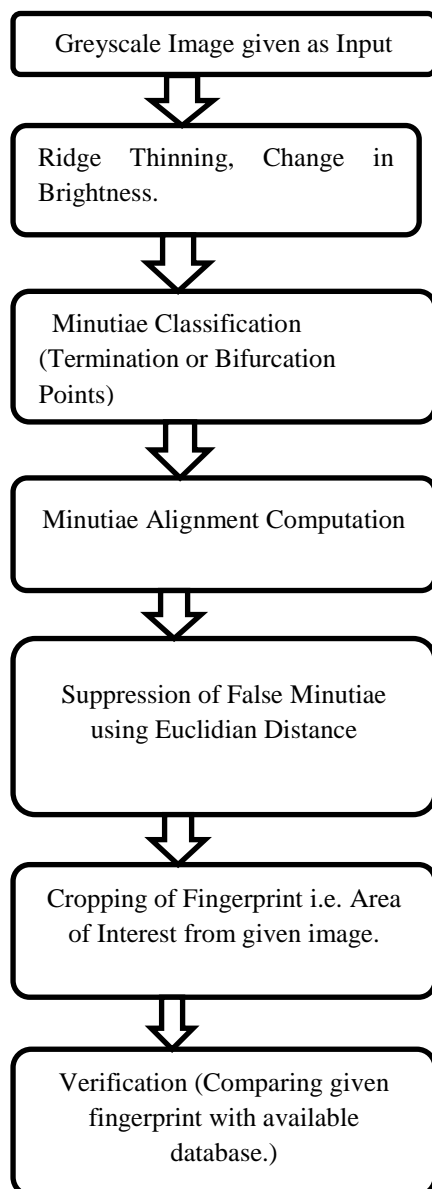 Greyscale Image given as Input
Ridge Thinning, Change in
Brightness.
Minutiae Classification
(Termination or Bifurcation
Points)
Minutiae Alignment Computation
Suppression of False Minutiae
using Euclidian Distance
Cropping of Fingerprint i.e. Area
of Interest from given image.
Verification (Comparing given
fingerprint with available
database.)